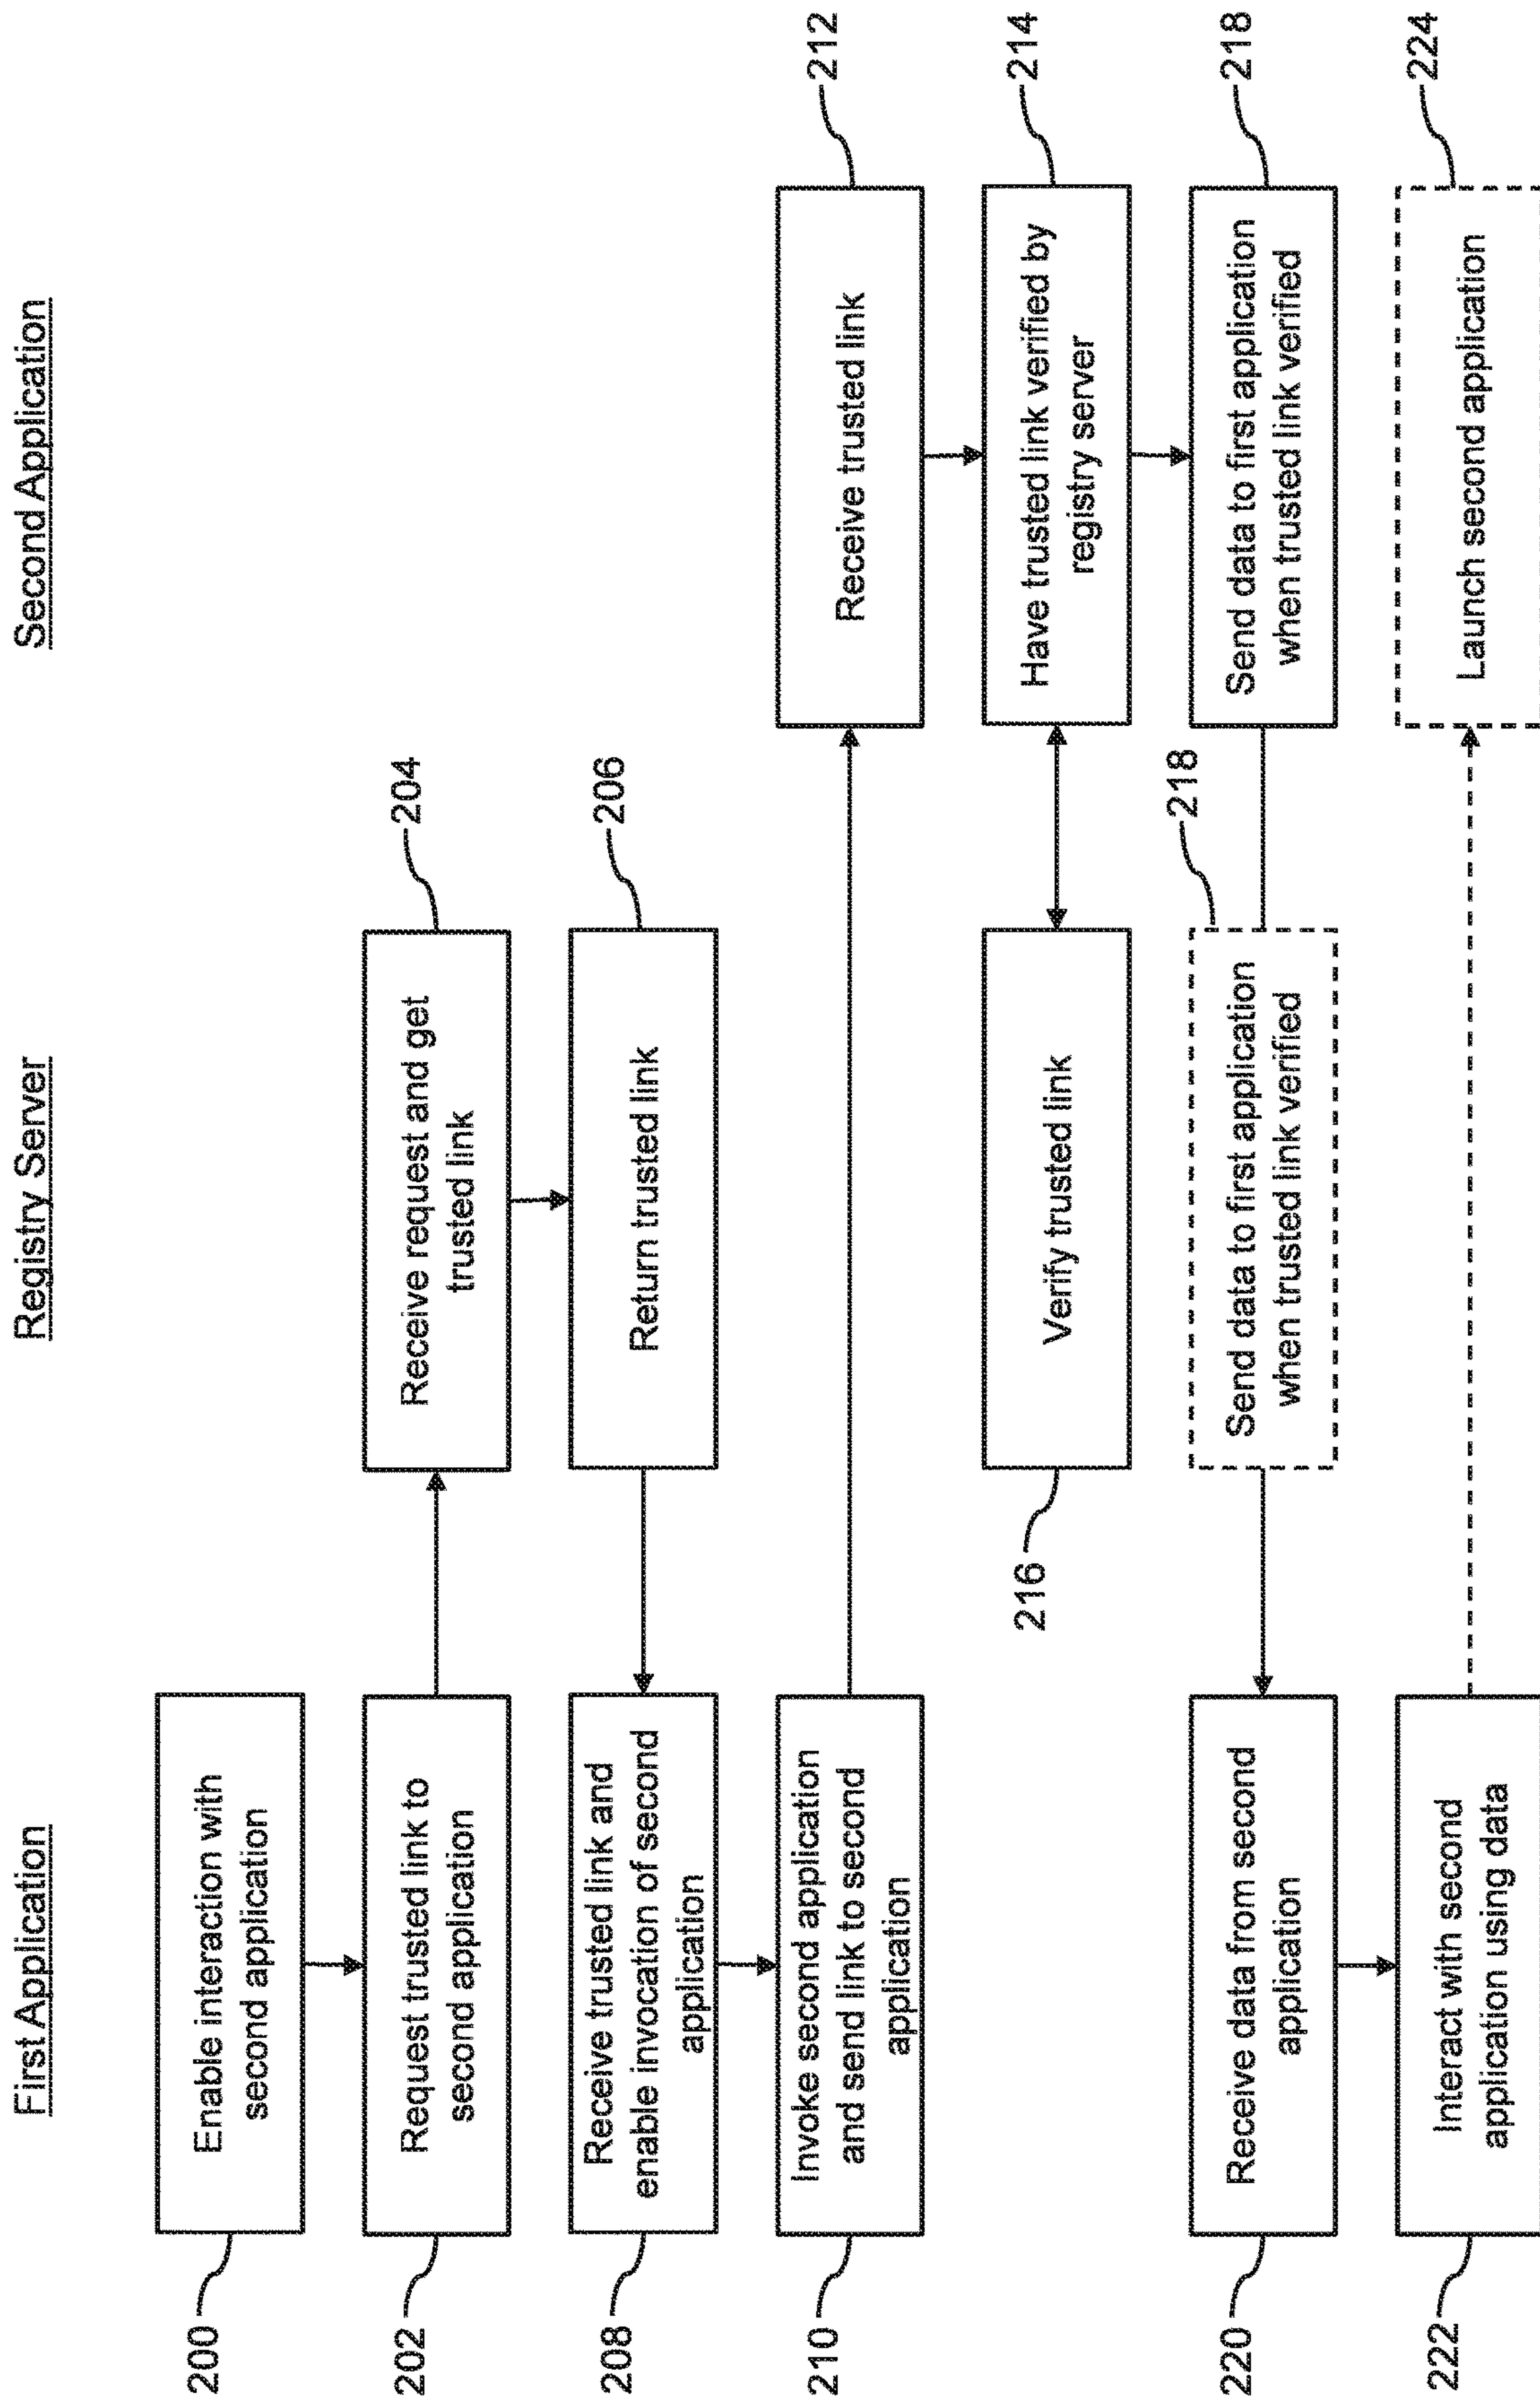 First Application
Registry Server
Second Application
200
Enable interaction with
second application
202
Request trusted link to
second application
204
Receive request and get
trusted link
206
Return trusted link
208
Receive trusted link and
enable invocation of second
application
210
Invoke second application
and send link to second
application
212
Receive trusted link
214
Have trusted link verified by
registry server
216
Verify trusted link
218
Send data to first application
when trusted link verified
218
Send data to first application
when trusted link verified
220
Receive data from second
application
222
Interact with second
application using data
224
Launch second application